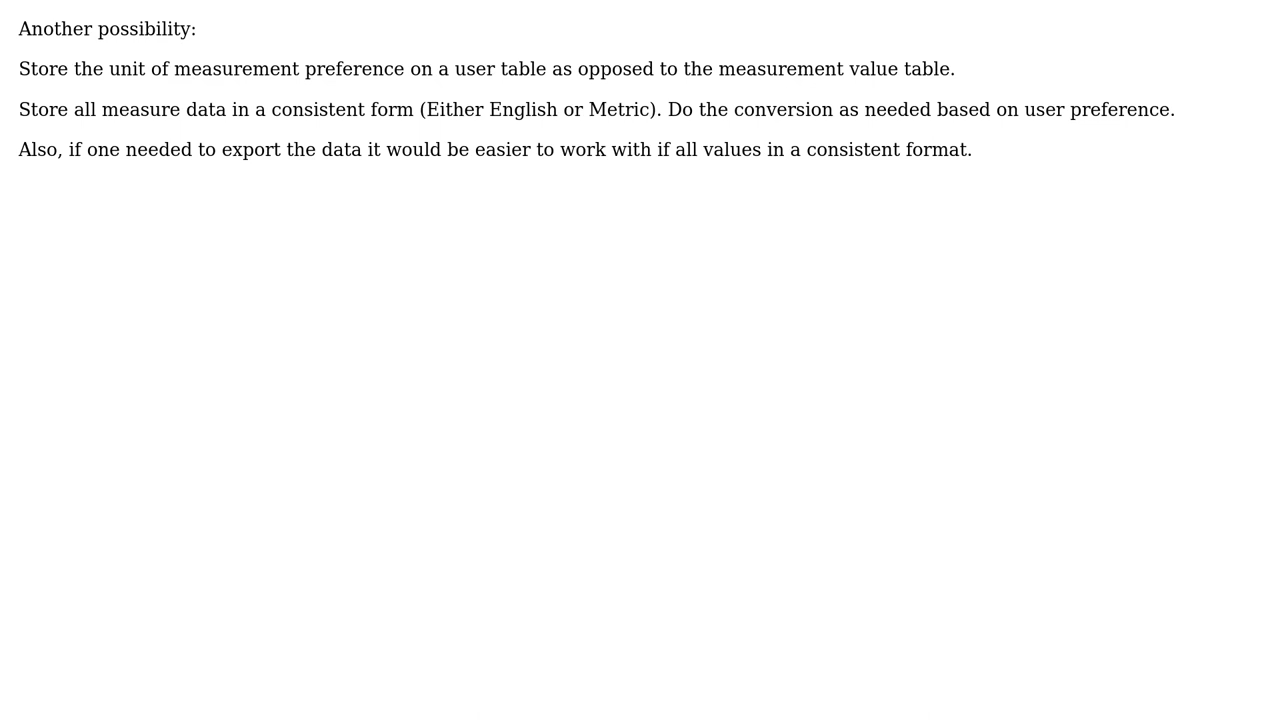 Another possibility:
Store the unit of measurement preference on a user table as opposed to the measurement value table.
Store all measure data in a consistent form (Either English or Metric). Do the conversion as needed based on user preference.
Also, if one needed to export the data it would be easier to work with if all values in a consistent format.